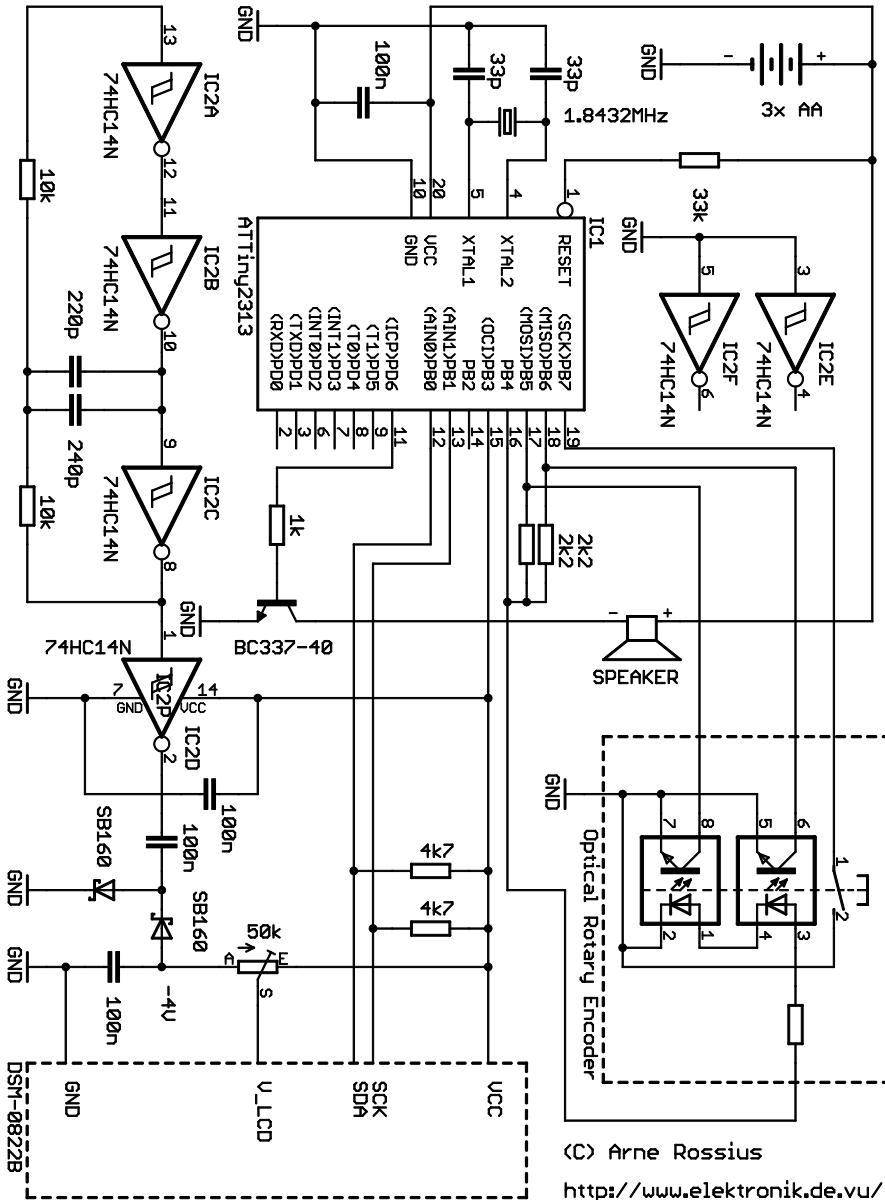 GND
33p
33p
100n
1.8432MHz
GND
-
+
3x AA
33k
13
IC2A
74HC14N
12
10k
11
IC2B
74HC14N
10
220p
240p
9
IC2C
74HC14N
8
10k
10
20
5
4
1
IC1
GND
VCC
XTAL1
XTAL2
RESET
ATTiny2313
(RXD)PD0
(TXD)PD1
(INT0)PD2
(INT1)PD3
(T0)PD4
(T1)PD5
(ICP)PD6
(AIN0)PB0
(AIN1)PB1
PB2
(OCI)PB3
PB4
(MOSI)PB5
(MISO)PB6
(SCK)PB7
2
3
6
7
8
9
11
12
13
14
15
16
17
18
19
GND
5
3
IC2F
74HC14N
6
IC2E
74HC14N
4
1k
2k2
2k2
GND
BC337-40
-
+
SPEAKER
1
74HC14N
GND
7
GND
14
VCC
IC2P
IC2D
2
100n
100n
SB160
GND
SB160
4k7
4k7
50k
A
E
S
GND
100n
-4V
GND
Optical Rotary Encoder
7
8
5
6
1
2
2
1
4
3
DSM-0822B
GND
V_LCD
SDA
SCK
VCC
(C) Arne Rossius
http://www.elektronik.de.vu/